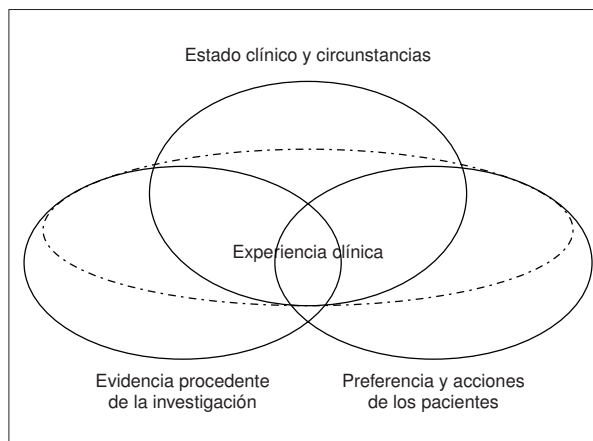 Estado clínico y circunstancias
Experiencia clínica
Evidencia procedente
de la investigación
Preferencia y acciones
de los pacientes